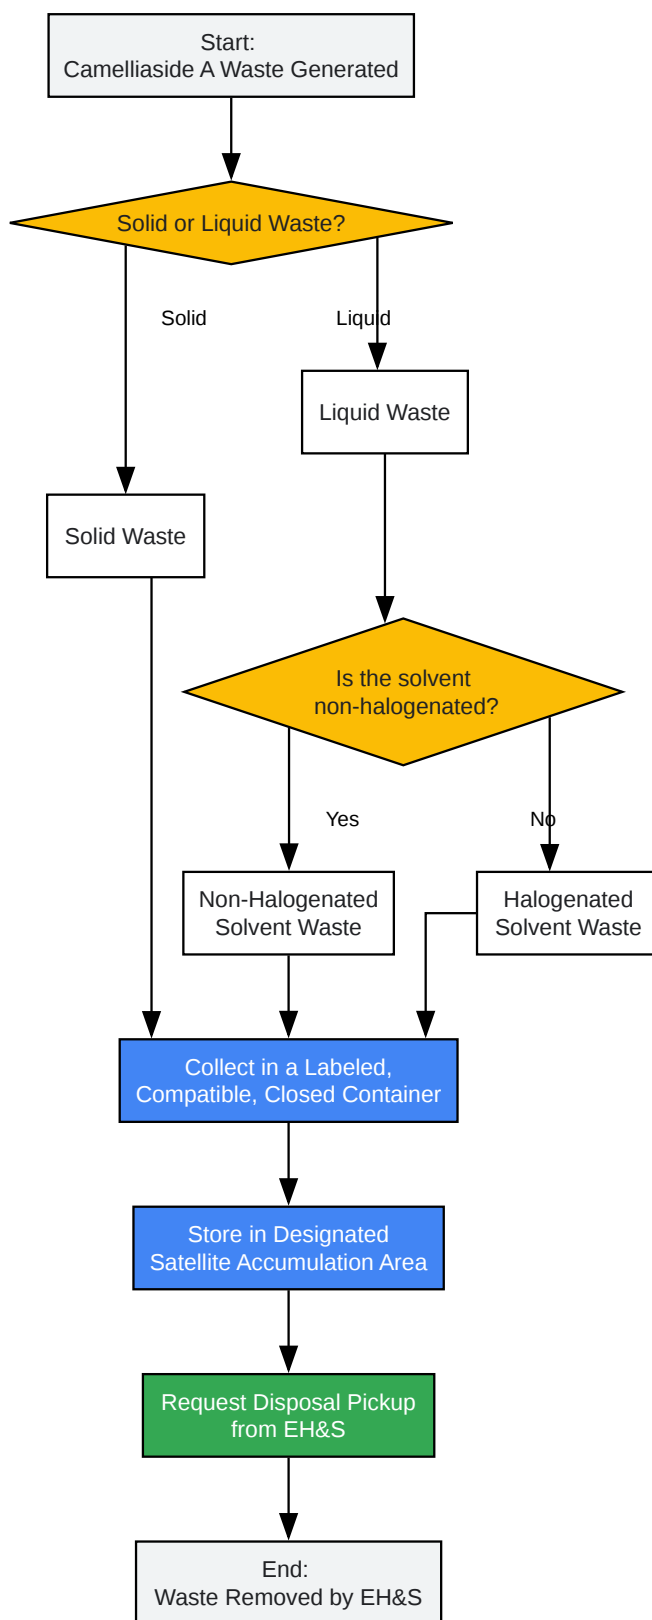 Start:
Camelliaside A Waste Generated
Solid or Liquid Waste?
Solid
Liquid
Liquid Waste
Solid Waste
Is the solvent
non-halogenated?
Yes
No
Non-Halogenated
Solvent Waste
Halogenated
Solvent Waste
Collect in a Labeled,
Compatible, Closed Container
Store in Designated
Satellite Accumulation Area
Request Disposal Pickup
from EH&S
End:
Waste Removed by EH&S